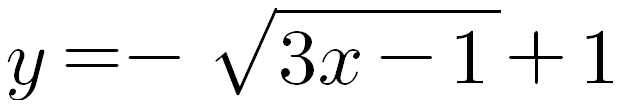 y = − √(3x − 1) + 1